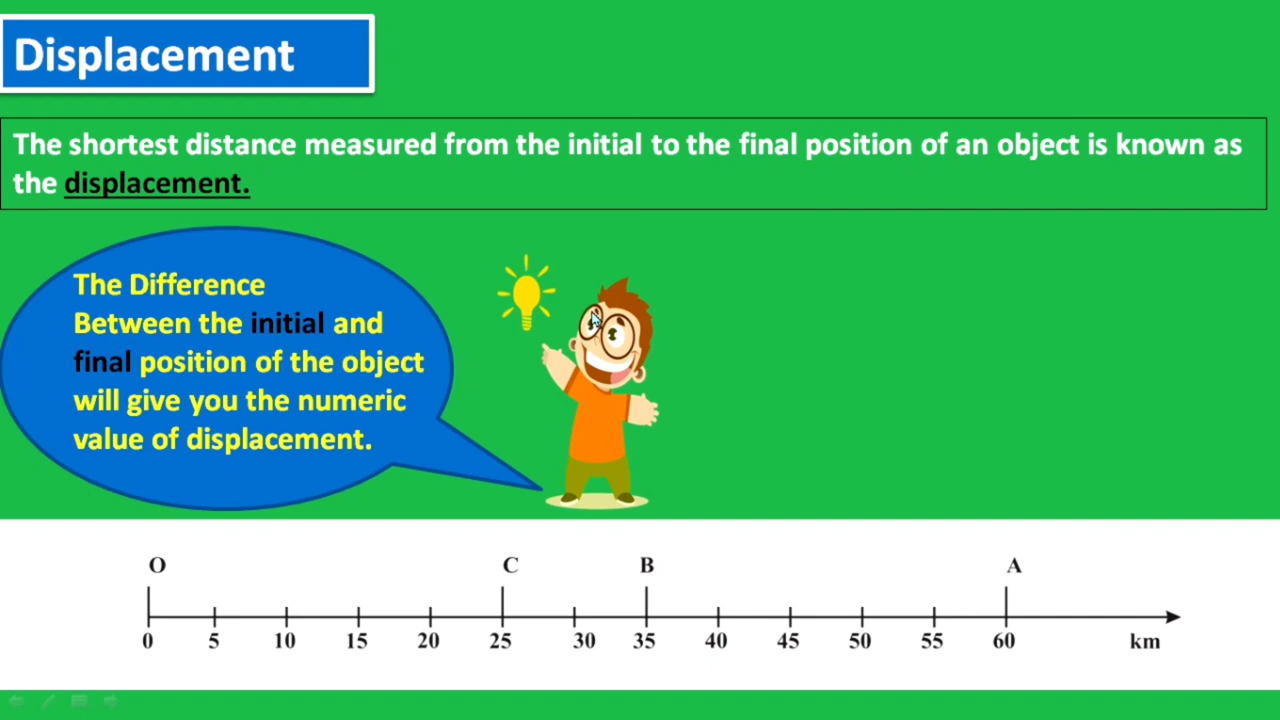 Displacement
The shortest distance measured from the initial to the final position of an object is known as
the displacement.
The Difference
Between the initial and
final position of the object
will give you the numeric
value of displacement.
O C B A
0 5 10 15 20 25 30 35 40 45 50 55 60 km